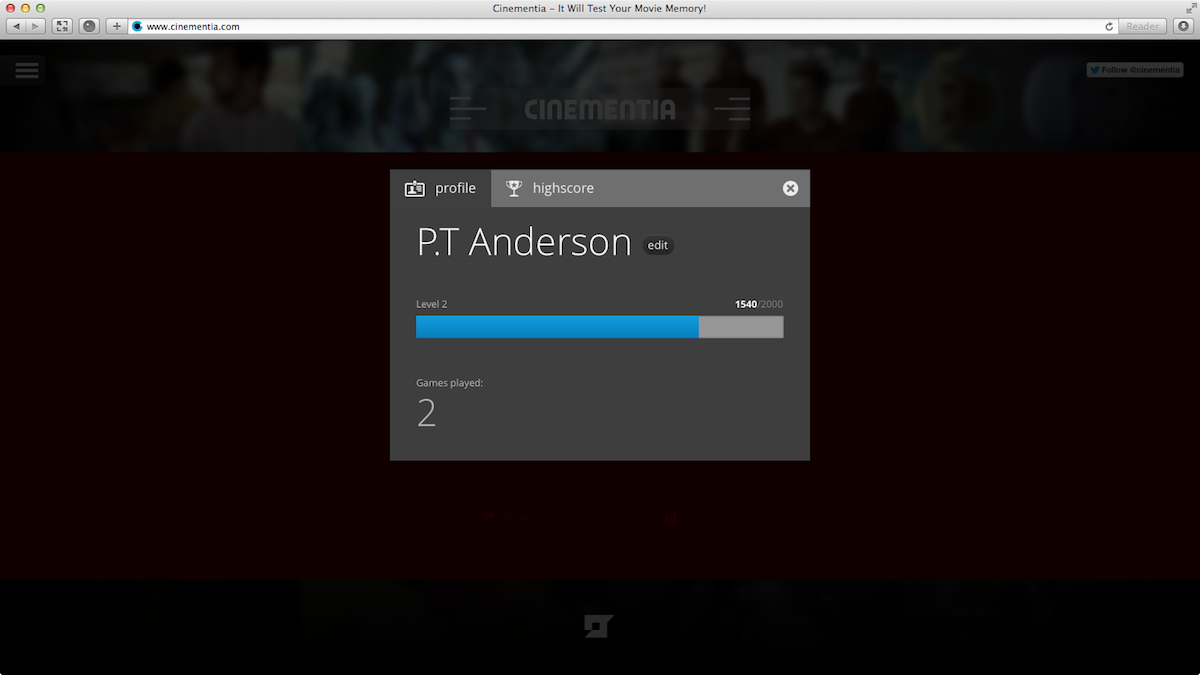 Cinementia – It Will Test Your Movie Memory!
www.cinementia.com
Reader
Follow @cinementia
CINEMENTIA
profile
highscore
P.T Anderson edit
Level 2
1540/2000
Games played:
2